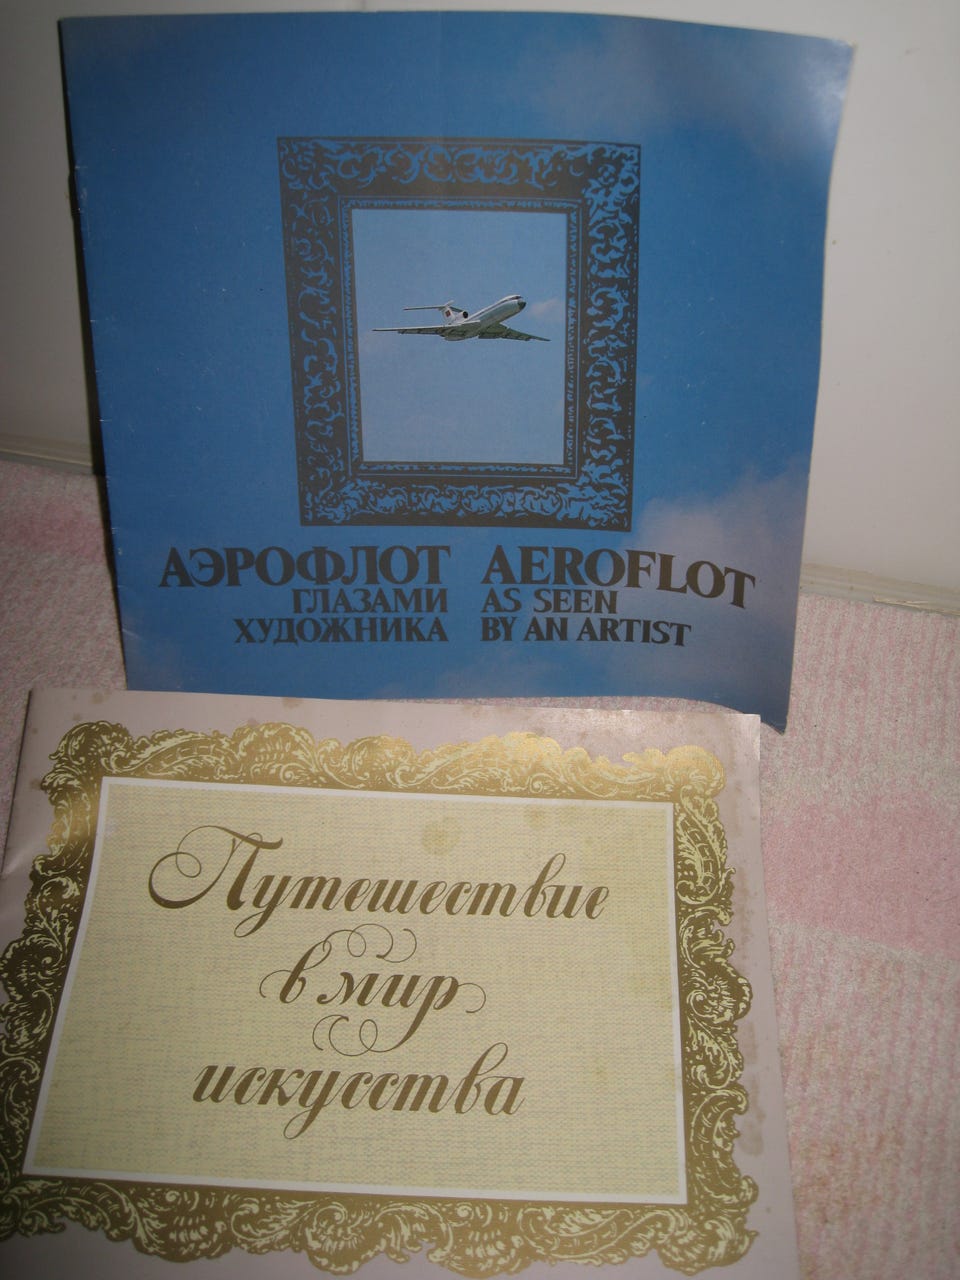 АЭРОФЛОТ
ГЛАЗАМИ
ХУДОЖНИКА
AEROFLOT
AS SEEN
BY AN ARTIST
Путешествие
в мир
искусства